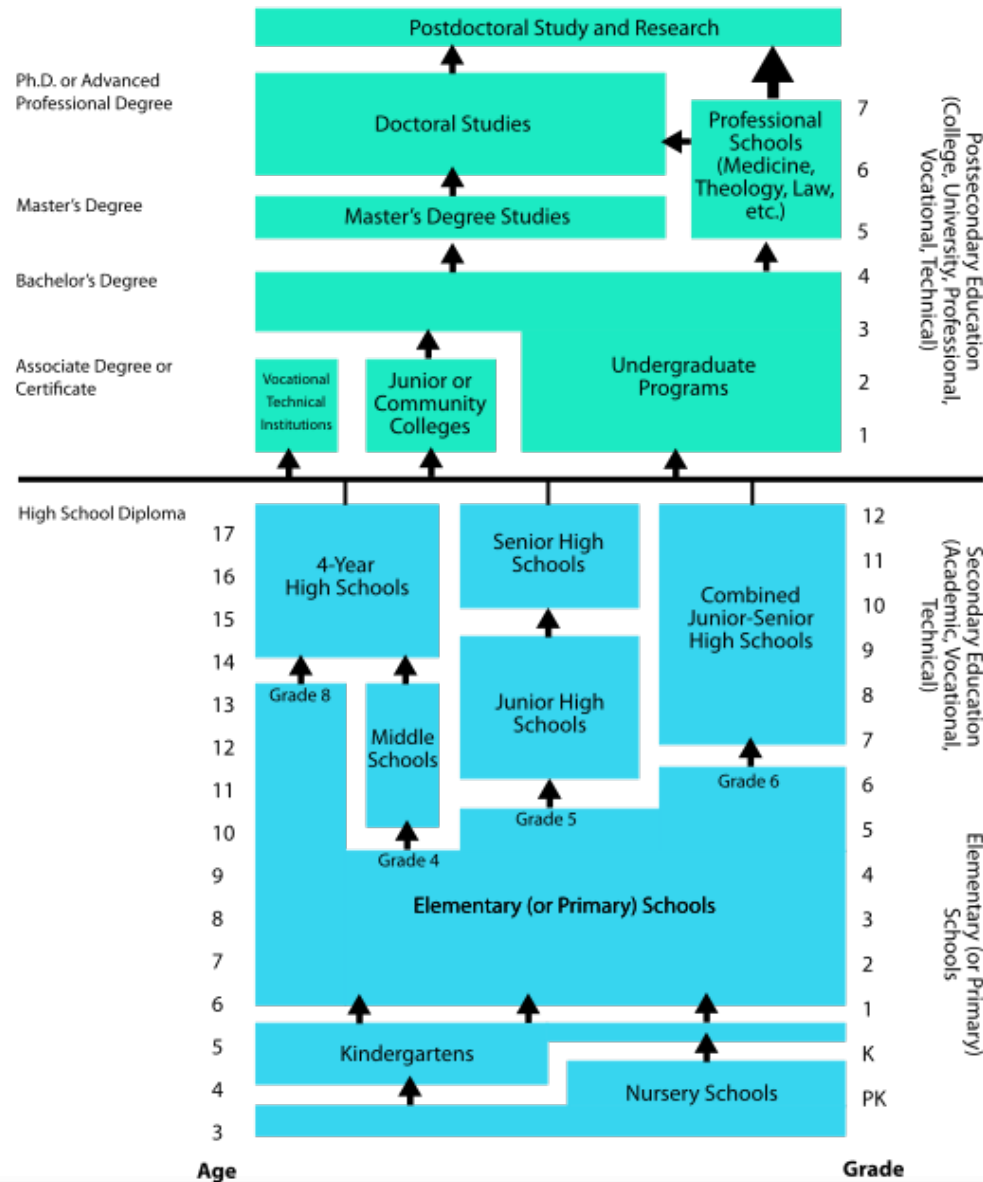 Postdoctoral Study and Research
Ph.D. or Advanced
Professional Degree
Doctoral Studies
Professional
Schools
(Medicine,
Theology, Law,
etc.)
7
6
Master's Degree
Master's Degree Studies
5
Bachelor's Degree
4
3
Associate Degree or
Certificate
Vocational
Technical
Institutions
Junior or
Community
Colleges
Undergraduate
Programs
2
1
Postsecondary Education
(College, University, Professional,
Vocational, Technical)
High School Diploma
17
16
15
14
13
12
11
10
9
8
7
6
5
4
3
4-Year
High Schools
Senior High
Schools
Combined
Junior-Senior
High Schools
Grade 8
Middle
Schools
Junior High
Schools
Grade 6
Grade 5
Grade 4
Elementary (or Primary) Schools
Kindergartens
Nursery Schools
12
11
10
9
8
7
6
5
4
3
2
1
K
PK
Secondary Education
(Academic, Vocational,
Technical)
Elementary (or Primary)
Schools
Age
Grade